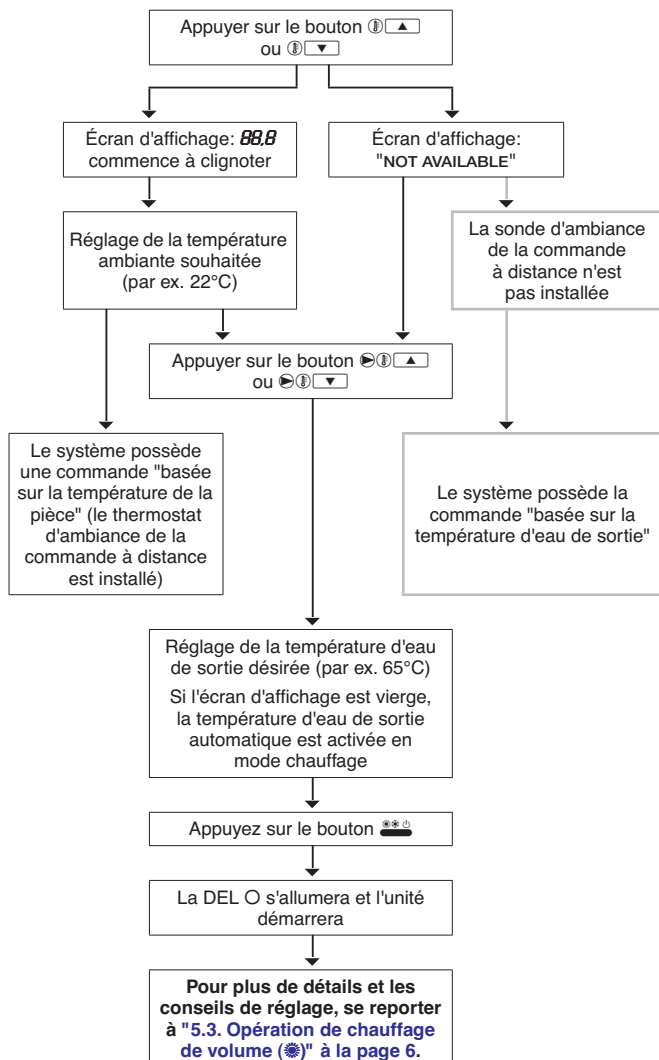 Appuyer sur le bouton ▲
ou ▼
Écran d'affichage: 88.8
commence à clignoter
Écran d'affichage:
"NOT AVAILABLE"
Réglage de la température
ambiante souhaitée
(par ex. 22°C)
La sonde d'ambiance
de la commande
à distance n'est
pas installée
Appuyer sur le bouton ▲
ou ▼
Le système possède
une commande "basée
sur la température de la
pièce" (le thermostat
d'ambiance de la
commande à distance
est installé)
Le système possède la
commande "basée sur la
température d'eau de sortie"
Réglage de la température d'eau
de sortie désirée (par ex. 65°C)
Si l'écran d'affichage est vierge,
la température d'eau de sortie
automatique est activée en
mode chauffage
Appuyez sur le bouton
La DEL O s'allumera et l'unité
démarrera
Pour plus de détails et les
conseils de réglage, se reporter
à "5.3. Opération de chauffage
de volume ()" à la page 6.